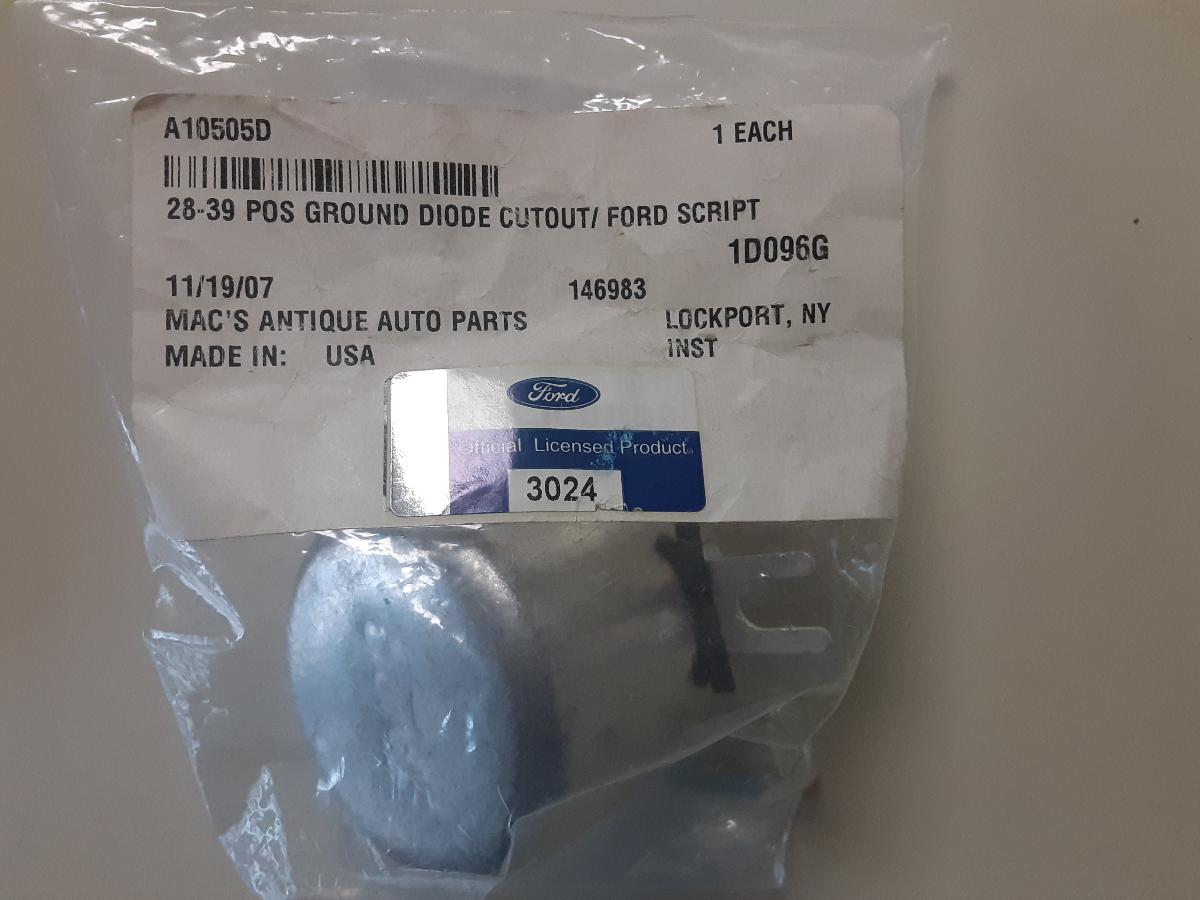 A10505D 1 EACH
28-39 POS GROUND DIODE CUTOUT/ FORD SCRIPT
1D096G
11/19/07 146983
MAC'S ANTIQUE AUTO PARTS LOCKPORT, NY
MADE IN: USA INST
Ford
Official Licensed Product
3024